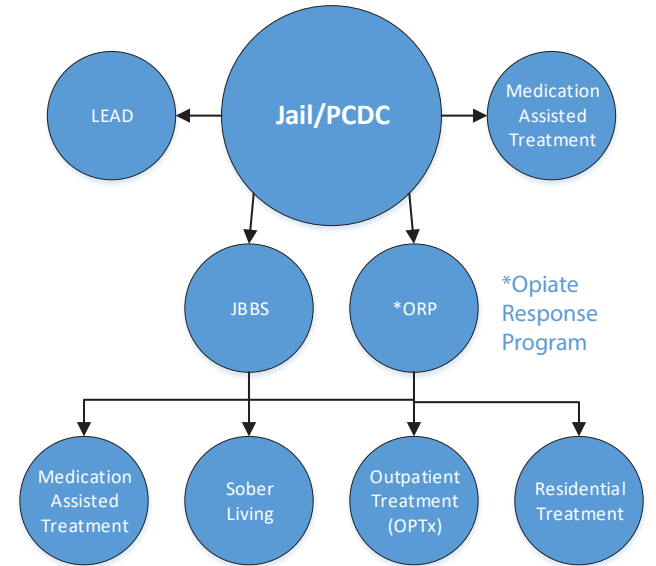 LEAD
Jail/PCDC
Medication
Assisted
Treatment
JBBS
*ORP
*Opiate
Response
Program
Medication
Assisted
Treatment
Sober
Living
Outpatient
Treatment
(OPTx)
Residential
Treatment